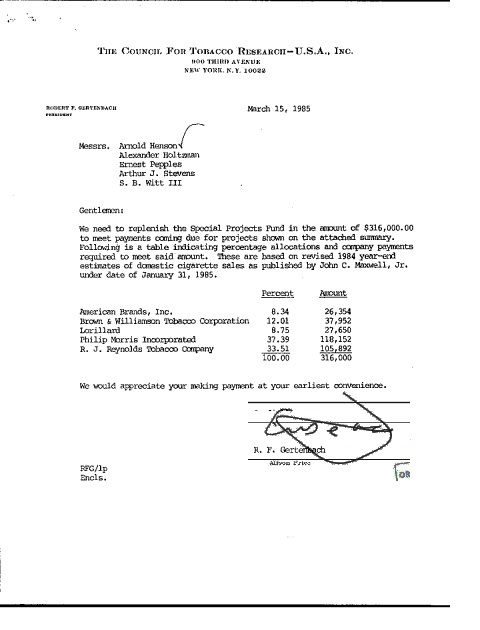 THE COUNCIL FOR TOBACCO RESEARCH—U.S.A., INC.
900 THIRD AVENUE
NEW YORK, N.Y. 10022
ROBERT F. GERTENBACH
PRESIDENT
March 15, 1985
Messrs. Arnold Henson
Alexander Holtzman
Ernest Pepples
Arthur J. Stevens
S. B. Witt III
Gentlemen:
We need to replenish the Special Projects Fund in the amount of $316,000.00
to meet payments coming due for projects shown on the attached summary.
Following is a table indicating percentage allocations and company payments
required to meet said amount. These are based on revised 1984 year-end
estimates of domestic cigarette sales as published by John C. Maxwell, Jr.
under date of January 31, 1985.
Percent Amount
American Brands, Inc. 8.34 26,354
Brown & Williamson Tobacco Corporation 12.01 37,952
Lorillard 8.75 27,650
Philip Morris Incorporated 37.39 118,152
R. J. Reynolds Tobacco Company 33.51 105,892
100.00 316,000
We would appreciate your making payment at your earliest convenience.
R. F. Gertenbach
RFG/lp
Encls.